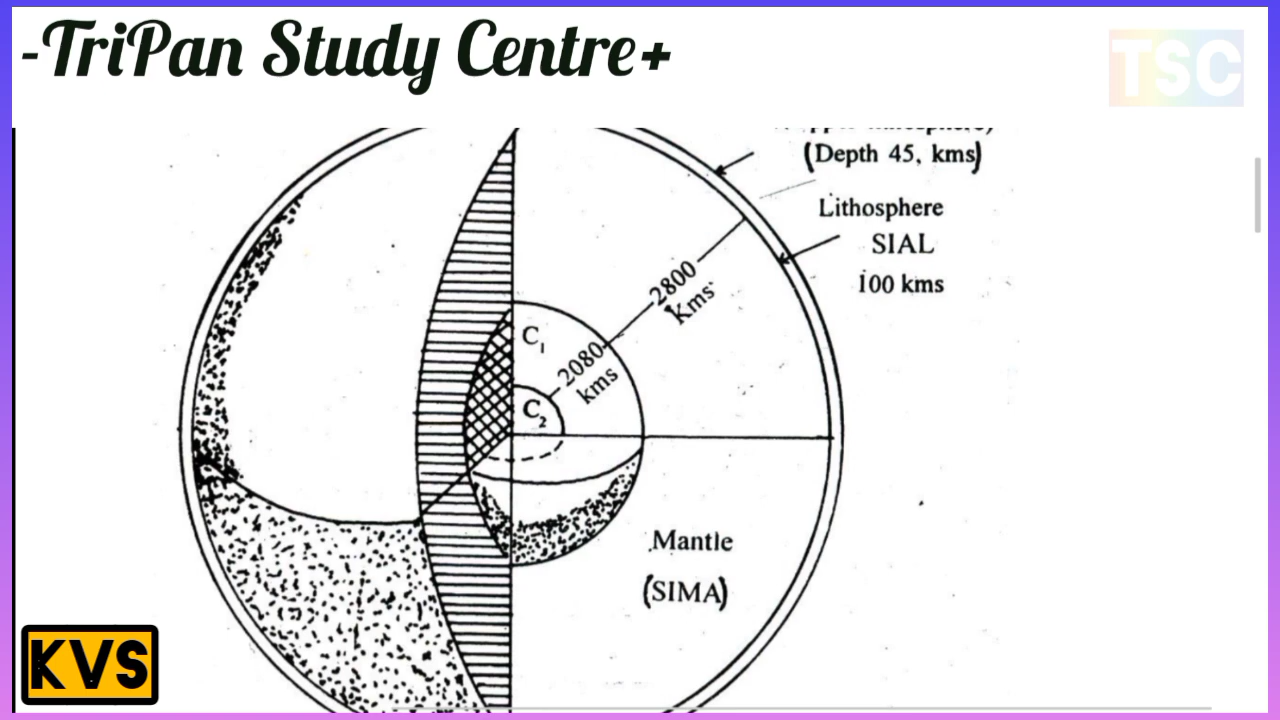 -TriPan Study Centre+
TSC
(Depth 45, kms)
Lithosphere
SIAL
100 kms
2800
Kms
C1
2080
kms
C2
Mantle
(SIMA)
KVS